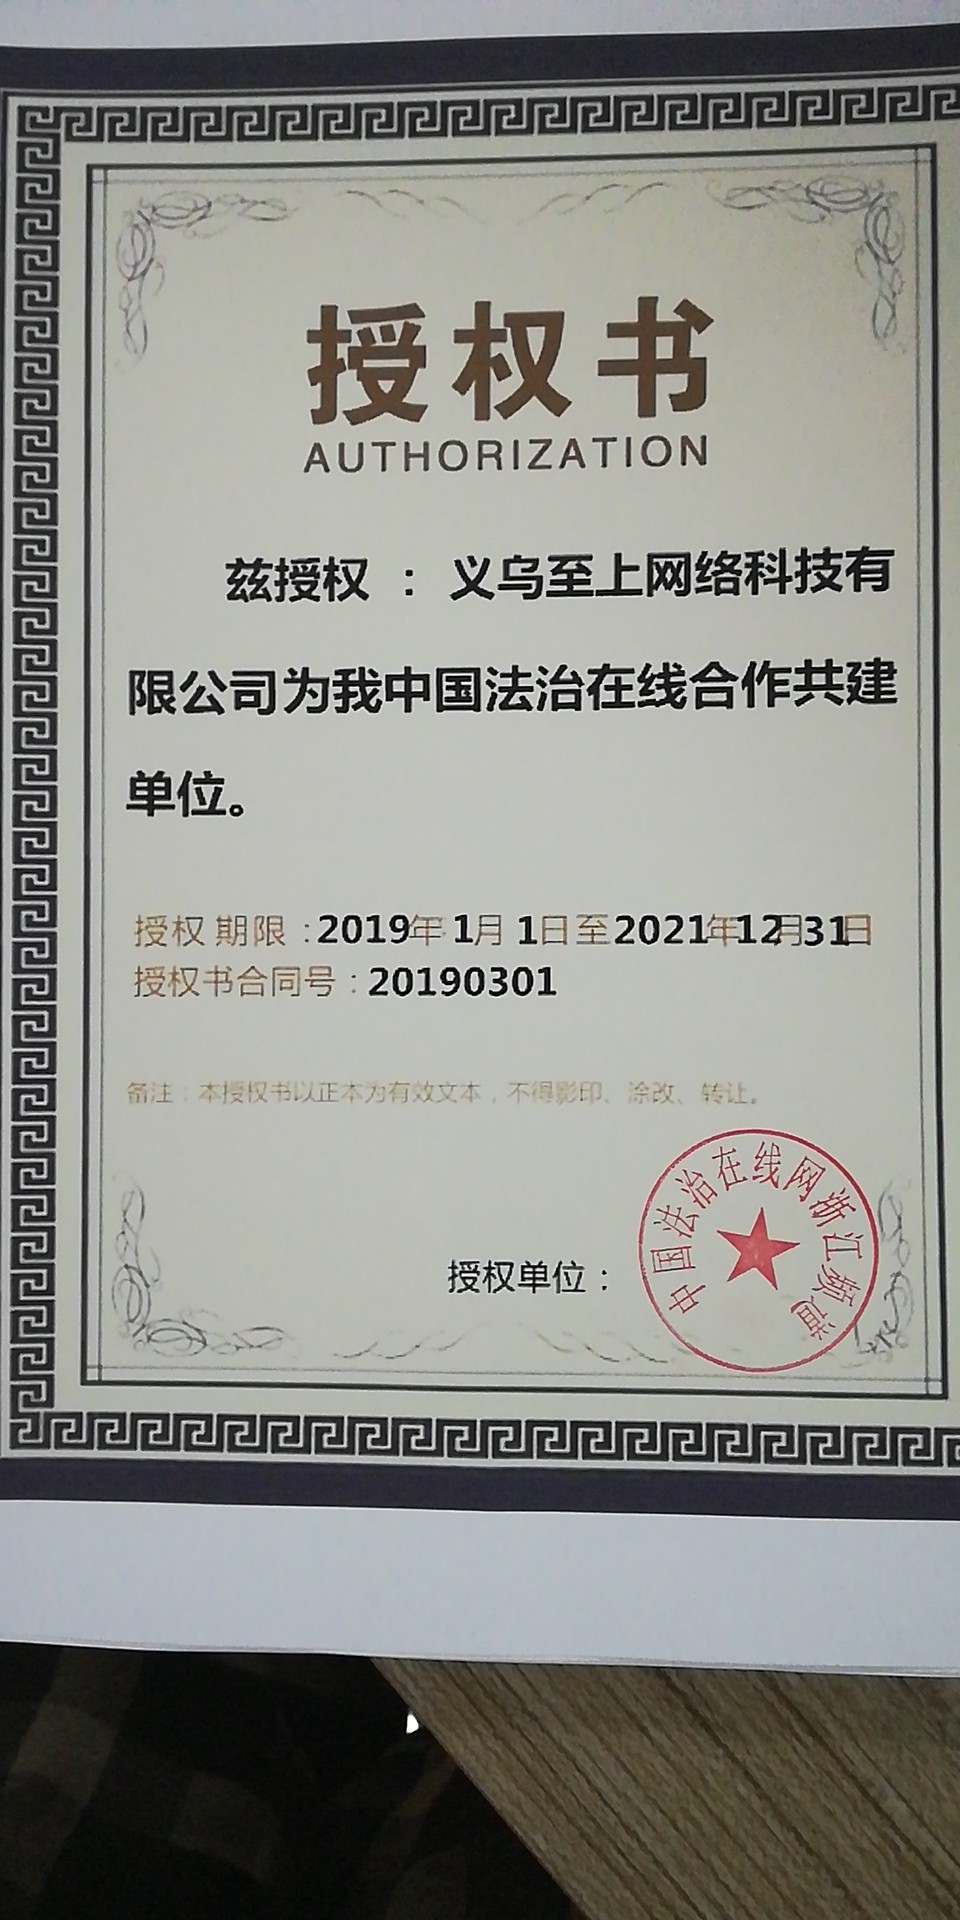 授权书
AUTHORIZATION
兹授权：义乌至上网络科技有
限公司为我中国法治在线合作共建
单位。
授权期限：2019年1月1日至2021年12月31日
授权书合同号：20190301
备注：本授权书以正本为有效文本，不得影印、涂改、转让。
授权单位：
中国法治在线网浙江频道